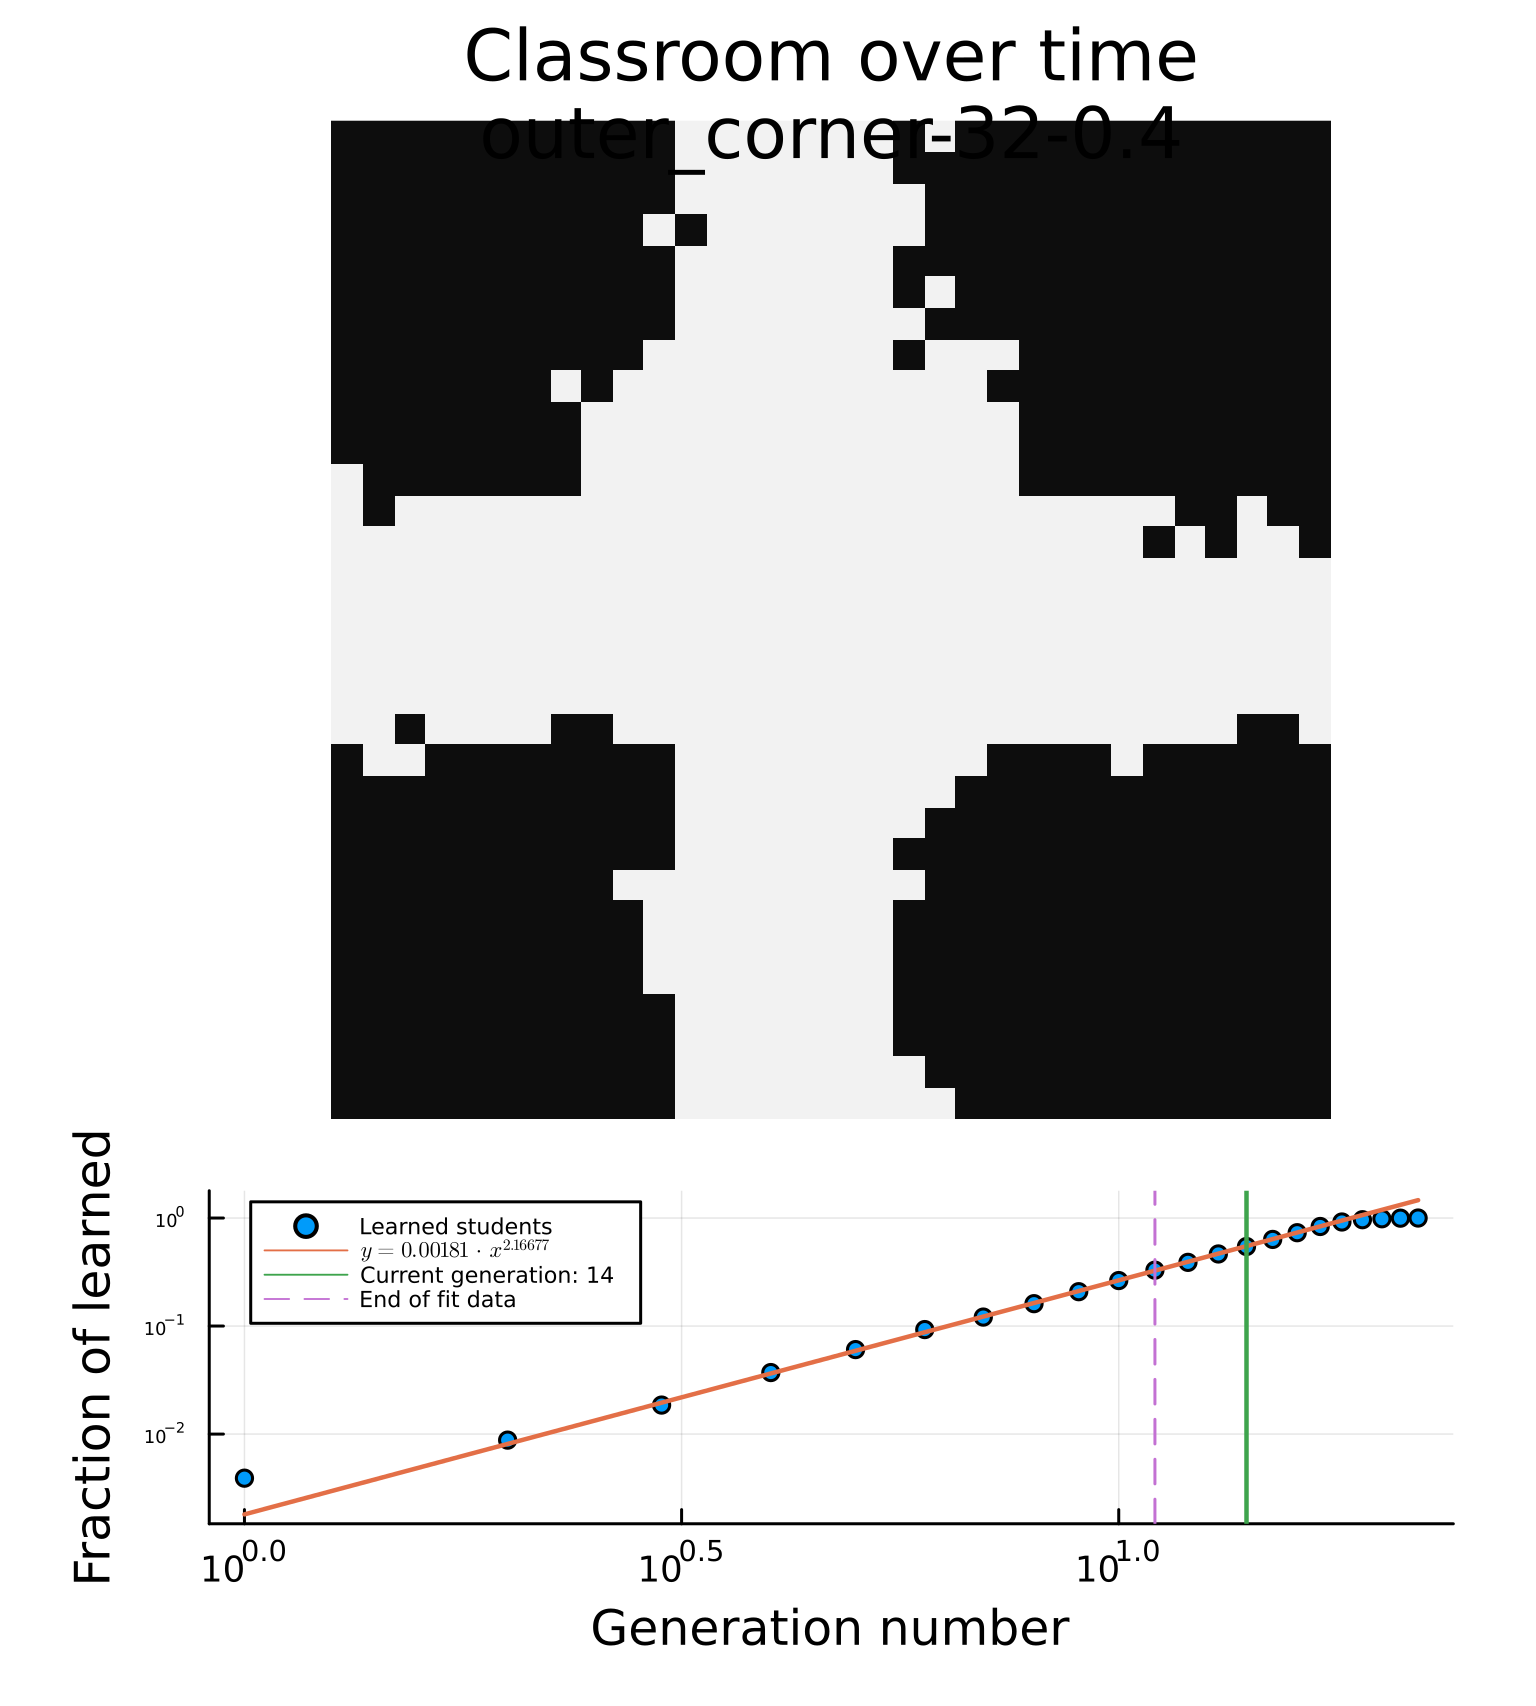 Classroom over time
outer_corner-32-0.4
Fraction of learned
10^0
10^−1
10^−2
Learned students
y = 0.00181 · x^2.16677
Current generation: 14
End of fit data
10^0.0 10^0.5 10^1.0
Generation number